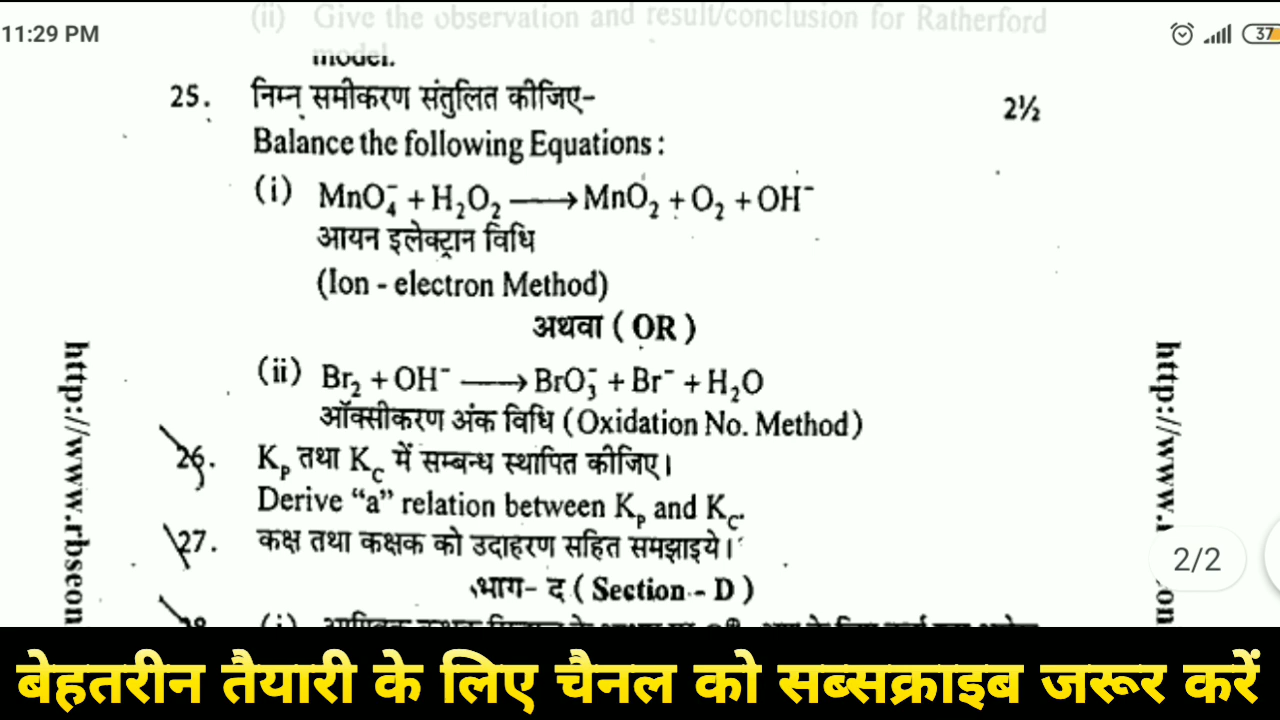 (ii) Give the observation and result/conclusion for Ratherford
11:29 PM
37
model.
25. निम्न समीकरण संतुलित कीजिए- 2½
Balance the following Equations :
(i) MnO₄⁻ + H₂O₂ ⟶ MnO₂ + O₂ + OH⁻
आयन इलेक्ट्रान विधि
(Ion - electron Method)
अथवा ( OR )
(ii) Br₂ + OH⁻ ⟶ BrO₃⁻ + Br⁻ + H₂O
ऑक्सीकरण अंक विधि ( Oxidation No. Method )
26. Kₚ तथा K꜀ में सम्बन्ध स्थापित कीजिए।
Derive “a” relation between Kₚ and K꜀.
27. कक्ष तथा कक्षक को उदाहरण सहित समझाइये।
भाग- द ( Section - D )
http://www.rbseon
http://www.
on
2/2
बेहतरीन तैयारी के लिए चैनल को सब्सक्राइब जरूर करें